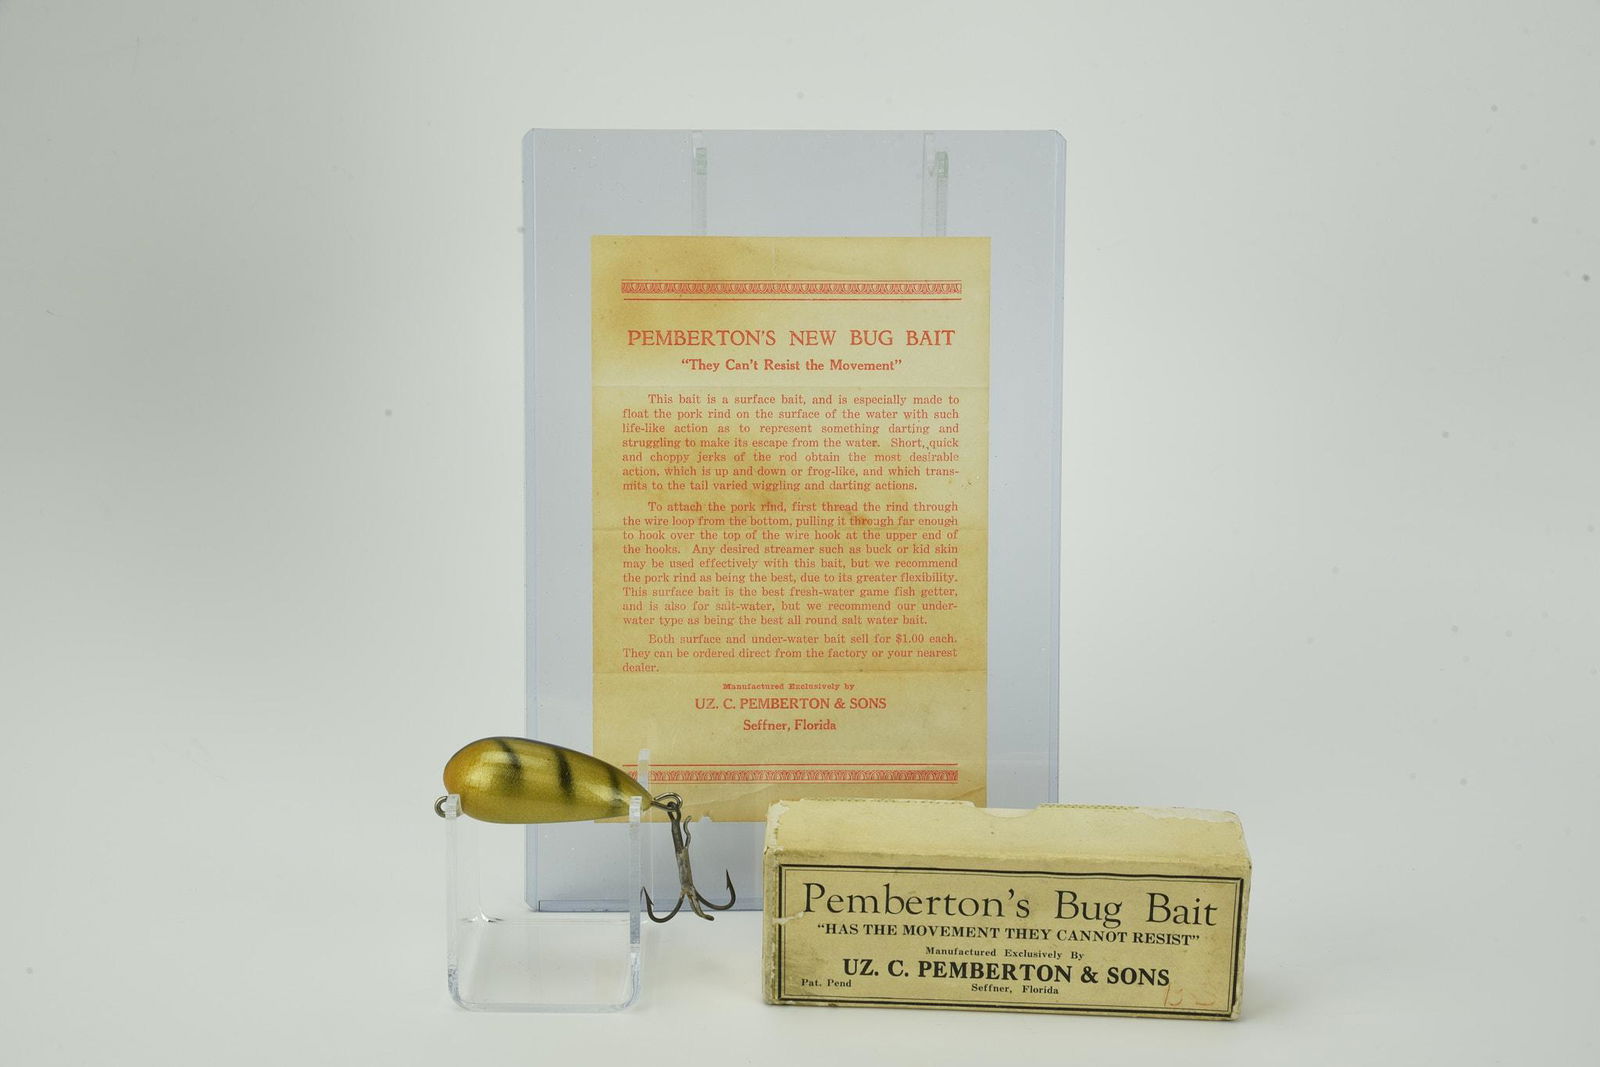 PEMBERTON'S NEW BUG BAIT
"They Can't Resist the Movement"
This bait is a surface bait, and is especially made to
float the pork rind on the surface of the water with such
life-like action as to represent something darting and
struggling to make its escape from the water. Short, quick
and choppy jerks of the rod obtain the most desirable
action, which is up and down or frog-like, and which trans-
mits to the tail varied wiggling and darting actions.
To attach the pork rind, first thread the rind through
the wire loop from the bottom, pulling it through far enough
to hook over the top of the wire hook at the upper end of
the hooks. Any desired streamer such as buck or kid skin
may be used effectively with this bait, but we recommend
the pork rind as being the best, due to its greater flexibility.
This surface bait is the best fresh-water game fish getter,
and is also for salt-water, but we recommend our under-
water type as being the best all round salt water bait.
Both surface and under-water bait sell for $1.00 each.
They can be ordered direct from the factory or your nearest
dealer.
Manufactured Exclusively by
UZ. C. PEMBERTON & SONS
Seffner, Florida
Pemberton's Bug Bait
"HAS THE MOVEMENT THEY CANNOT RESIST"
Manufactured Exclusively By
UZ. C. PEMBERTON & SONS
Pat. Pend
Seffner, Florida